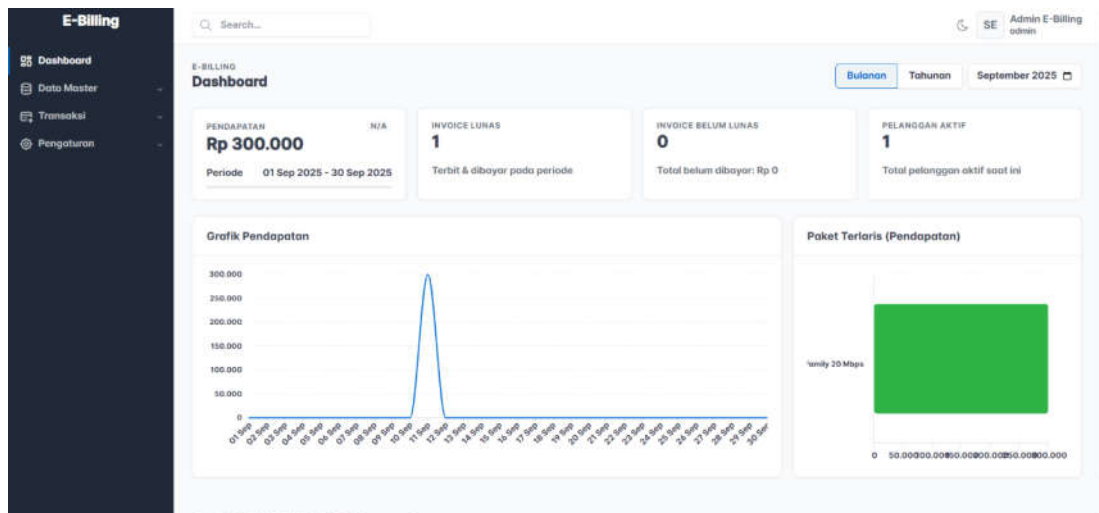 E-Billing
Search...
SE
Admin E-Billing
admin
Dashboard
Data Master
Transaksi
Pengaturan
E-BILLING
Dashboard
Bulanan
Tahunan
September 2025
PENDAPATAN
N/A
Rp 300.000
Periode
01 Sep 2025 - 30 Sep 2025
INVOICE LUNAS
1
Terbit & dibayar pada periode
INVOICE BELUM LUNAS
0
Total belum dibayar: Rp 0
PELANGGAN AKTIF
1
Total pelanggan aktif saat ini
Grafik Pendapatan
300.000
250.000
200.000
150.000
100.000
50.000
0
01 Sep
02 Sep
03 Sep
04 Sep
05 Sep
06 Sep
07 Sep
08 Sep
09 Sep
10 Sep
11 Sep
12 Sep
13 Sep
14 Sep
15 Sep
16 Sep
17 Sep
18 Sep
19 Sep
20 Sep
21 Sep
22 Sep
23 Sep
24 Sep
25 Sep
26 Sep
27 Sep
28 Sep
29 Sep
30 Sep
Paket Terlaris (Pendapatan)
20 Mbps
0